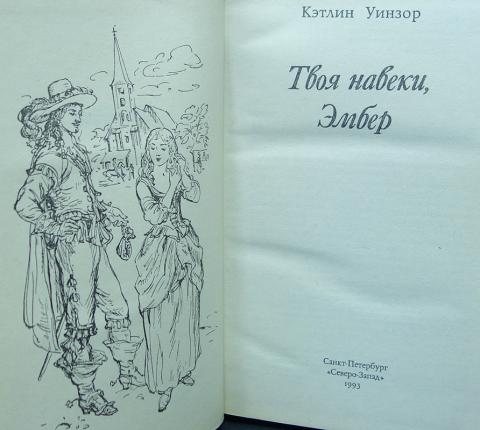 Кэтлин Уинзор
Твоя навеки,
Эмбер
Санкт-Петербург
«Северо-Запад»
1993